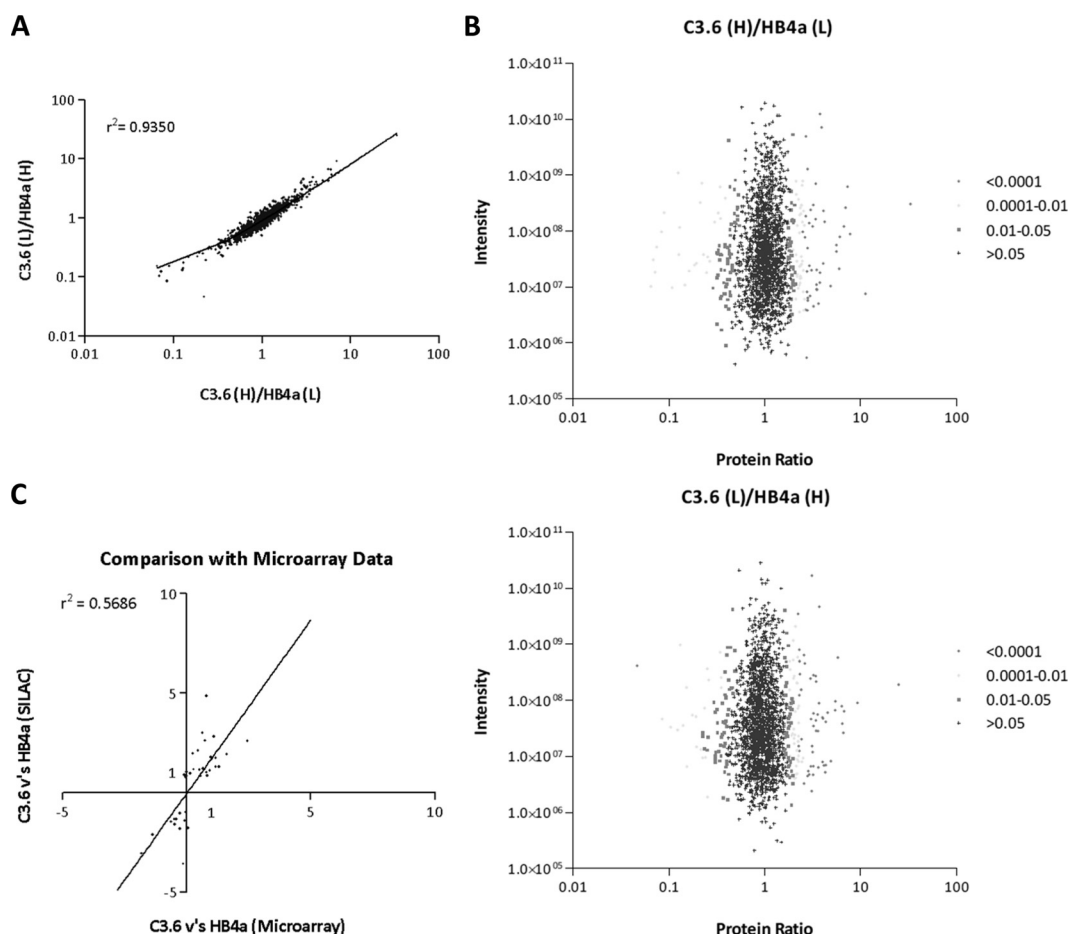 A
100
r² = 0.9350
10
1
0.1
0.01
0.01 0.1 1 10 100
C3.6 (L)/HB4a (H)
C3.6 (H)/HB4a (L)
B
C3.6 (H)/HB4a (L)
1.0×10¹¹
1.0×10¹⁰
1.0×10⁰⁹
1.0×10⁰⁸
1.0×10⁰⁷
1.0×10⁰⁶
1.0×10⁰⁵
Intensity
0.01 0.1 1 10 100
Protein Ratio
<0.0001
0.0001-0.01
0.01-0.05
>0.05
C
Comparison with Microarray Data
r² = 0.5686
10
5
1
-5 1 5 10
-5
C3.6 v's HB4a (SILAC)
C3.6 v's HB4a (Microarray)
C3.6 (L)/HB4a (H)
1.0×10¹¹
1.0×10¹⁰
1.0×10⁰⁹
1.0×10⁰⁸
1.0×10⁰⁷
1.0×10⁰⁶
1.0×10⁰⁵
Intensity
0.01 0.1 1 10 100
Protein Ratio
<0.0001
0.0001-0.01
0.01-0.05
>0.05